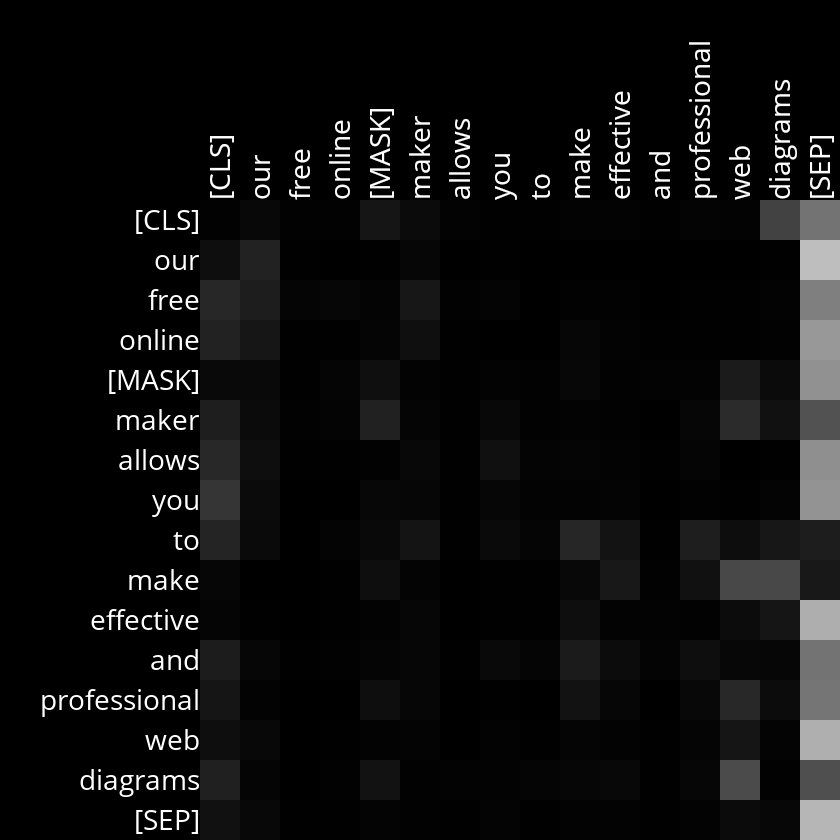 [CLS] our free online [MASK] maker allows you to make effective and professional web diagrams [SEP]
[CLS]
our
free
online
[MASK]
maker
allows
you
to
make
effective
and
professional
web
diagrams
[SEP]